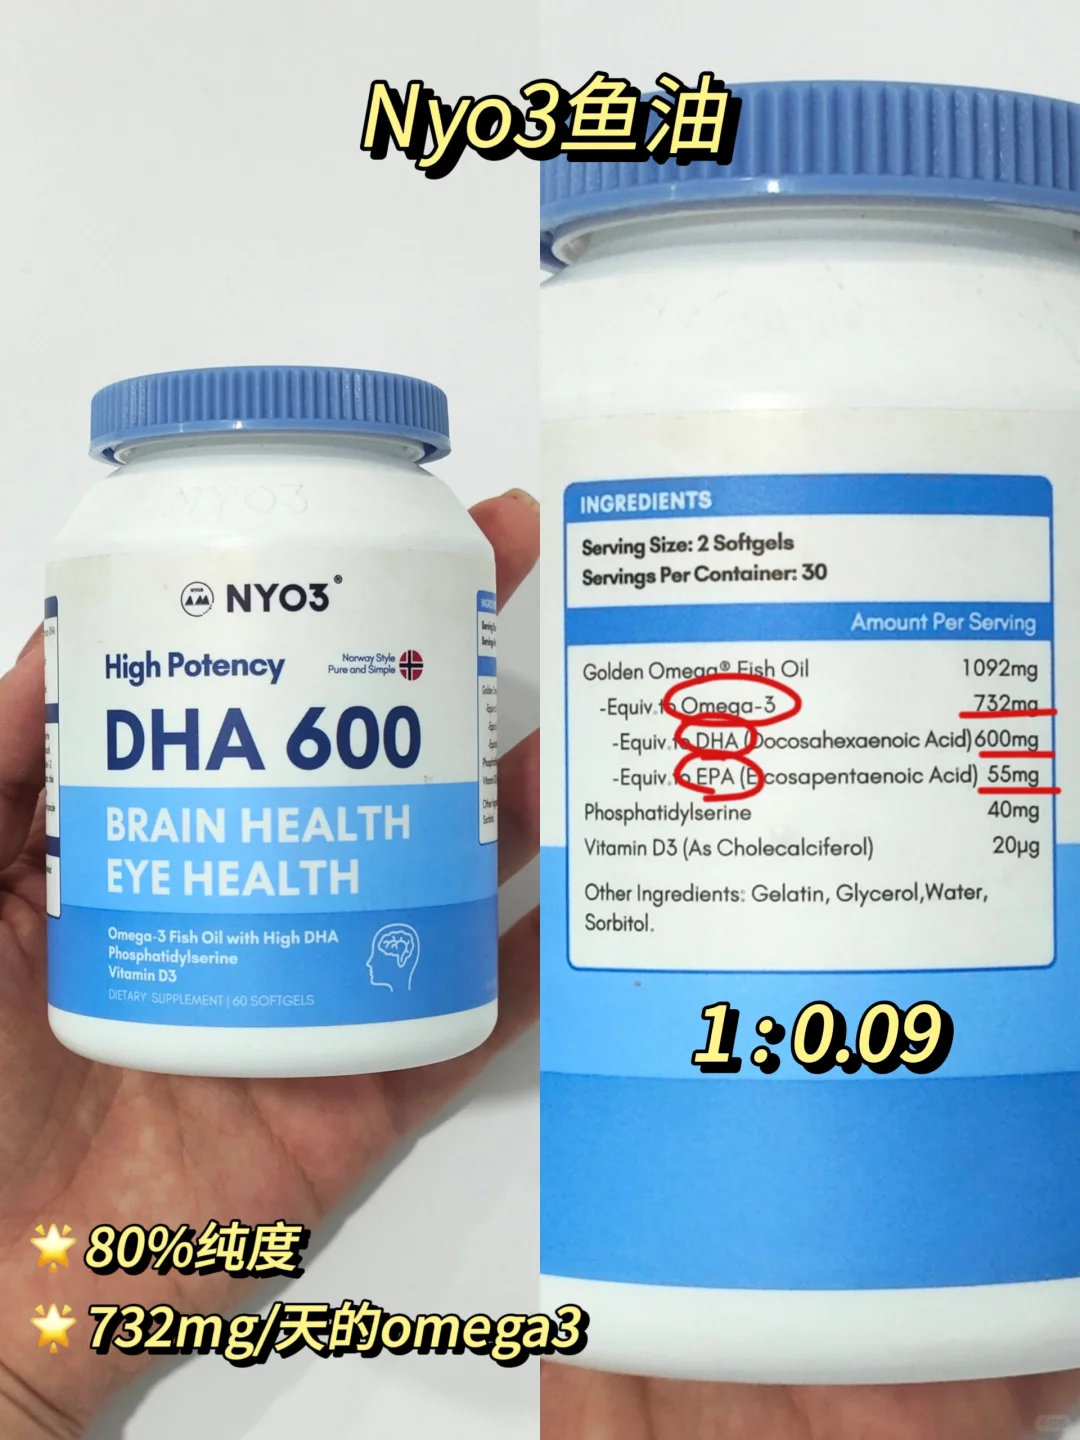 Nyo3鱼油
NYO3
NYO3®
High Potency
Norway Style
Pure and Simple
DHA 600
BRAIN HEALTH
EYE HEALTH
Omega-3 Fish Oil with High DHA
Phosphatidylserine
Vitamin D3
DIETARY SUPPLEMENT | 60 SOFTGELS
🌟80%纯度
🌟732mg/天的omega3
INGREDIENTS
Serving Size: 2 Softgels
Servings Per Container: 30
Amount Per Serving
Golden Omega® Fish Oil 1092mg
-Equiv.to Omega-3 732mg
-Equiv.to DHA (Docosahexaenoic Acid) 600mg
-Equiv.to EPA (Eicosapentaenoic Acid) 55mg
Phosphatidylserine 40mg
Vitamin D3 (As Cholecalciferol) 20μg
Other Ingredients: Gelatin, Glycerol,Water,
Sorbitol.
1:0.09